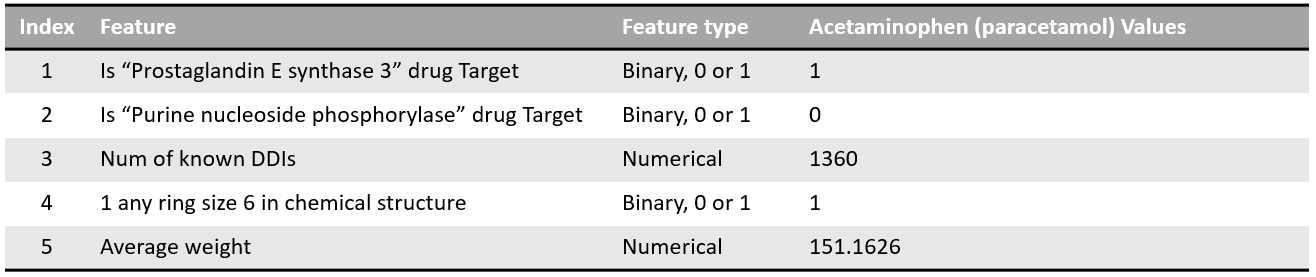 Index Feature Feature type Acetaminophen (paracetamol) Values
1 Is “Prostaglandin E synthase 3” drug Target Binary, 0 or 1 1
2 Is “Purine nucleoside phosphorylase” drug Target Binary, 0 or 1 0
3 Num of known DDIs Numerical 1360
4 1 any ring size 6 in chemical structure Binary, 0 or 1 1
5 Average weight Numerical 151.1626